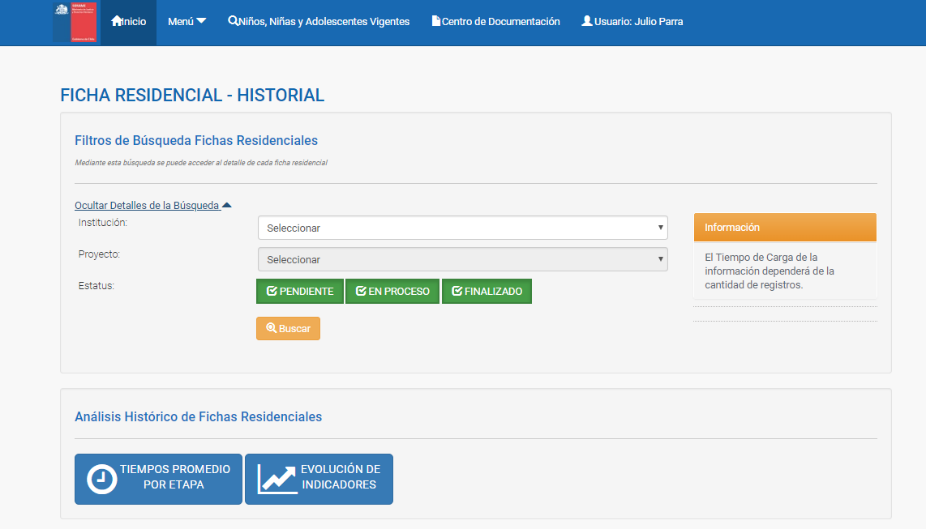 Inicio
Menú
Niños, Niñas y Adolescentes Vigentes
Centro de Documentación
Usuario: Julio Parra
FICHA RESIDENCIAL - HISTORIAL
Filtros de Búsqueda Fichas Residenciales
Mediante esta búsqueda se puede acceder al detalle de cada ficha residencial
Ocultar Detalles de la Búsqueda
Institución:
Seleccionar
Proyecto:
Seleccionar
Estatus:
PENDIENTE
EN PROCESO
FINALIZADO
Buscar
Información
El Tiempo de Carga de la
información dependerá de la
cantidad de registros.
Análisis Histórico de Fichas Residenciales
TIEMPOS PROMEDIO
POR ETAPA
EVOLUCIÓN DE
INDICADORES